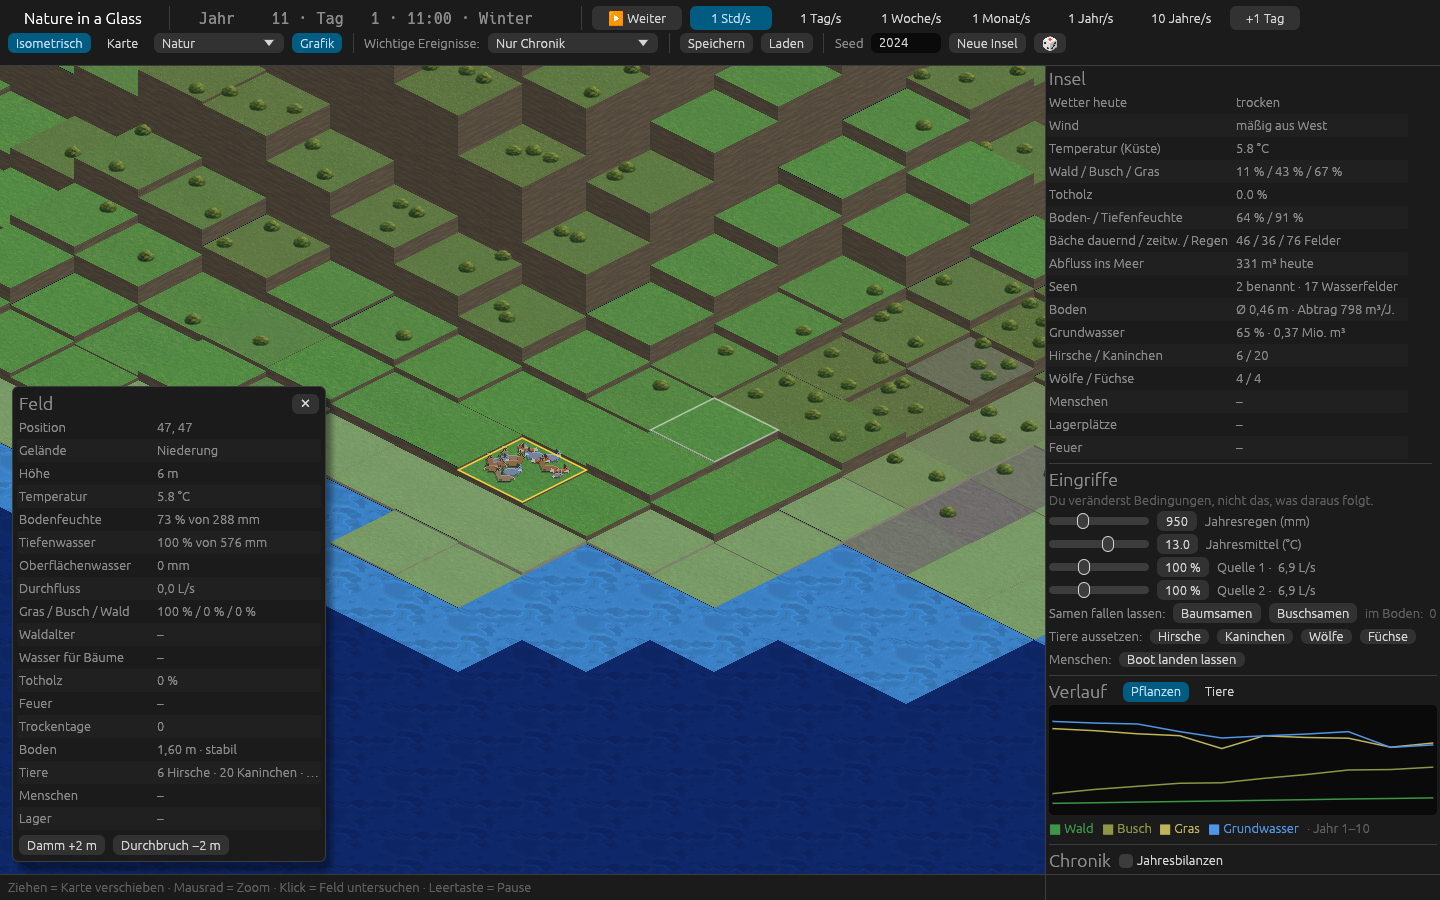 Nature in a Glass
Jahr 11 · Tag 1 · 11:00 · Winter
Weiter
1 Std/s
1 Tag/s
1 Woche/s
1 Monat/s
1 Jahr/s
10 Jahre/s
+1 Tag
Isometrisch
Karte
Natur
Grafik
Wichtige Ereignisse:
Nur Chronik
Speichern
Laden
Seed
2024
Neue Insel
Insel
Wetter heute trocken
Wind mäßig aus West
Temperatur (Küste) 5.8 °C
Wald / Busch / Gras 11 % / 43 % / 67 %
Totholz 0.0 %
Boden- / Tiefenfeuchte 64 % / 91 %
Bäche dauernd / zeitw. / Regen 46 / 36 / 76 Felder
Abfluss ins Meer 331 m³ heute
Seen 2 benannt · 17 Wasserfelder
Boden Ø 0,46 m · Abtrag 798 m³/J.
Grundwasser 65 % · 0,37 Mio. m³
Hirsche / Kaninchen 6 / 20
Wölfe / Füchse 4 / 4
Menschen –
Lagerplätze –
Feuer –
Eingriffe
Du veränderst Bedingungen, nicht das, was daraus folgt.
950 Jahresregen (mm)
13.0 Jahresmittel (°C)
100 % Quelle 1 · 6,9 L/s
100 % Quelle 2 · 6,9 L/s
Samen fallen lassen: Baumsamen Buschsamen im Boden: 0
Tiere aussetzen: Hirsche Kaninchen Wölfe Füchse
Menschen: Boot landen lassen
Verlauf Pflanzen Tiere
Wald Busch Gras Grundwasser · Jahr 1–10
Chronik Jahresbilanzen
Feld ✕
Position 47, 47
Gelände Niederung
Höhe 6 m
Temperatur 5.8 °C
Bodenfeuchte 73 % von 288 mm
Tiefenwasser 100 % von 576 mm
Oberflächenwasser 0 mm
Durchfluss 0,0 L/s
Gras / Busch / Wald 100 % / 0 % / 0 %
Waldalter –
Wasser für Bäume –
Totholz 0 %
Feuer –
Trockentage 0
Boden 1,60 m · stabil
Tiere 6 Hirsche · 20 Kaninchen · …
Menschen –
Lager –
Damm +2 m
Durchbruch −2 m
Ziehen = Karte verschieben · Mausrad = Zoom · Klick = Feld untersuchen · Leertaste = Pause